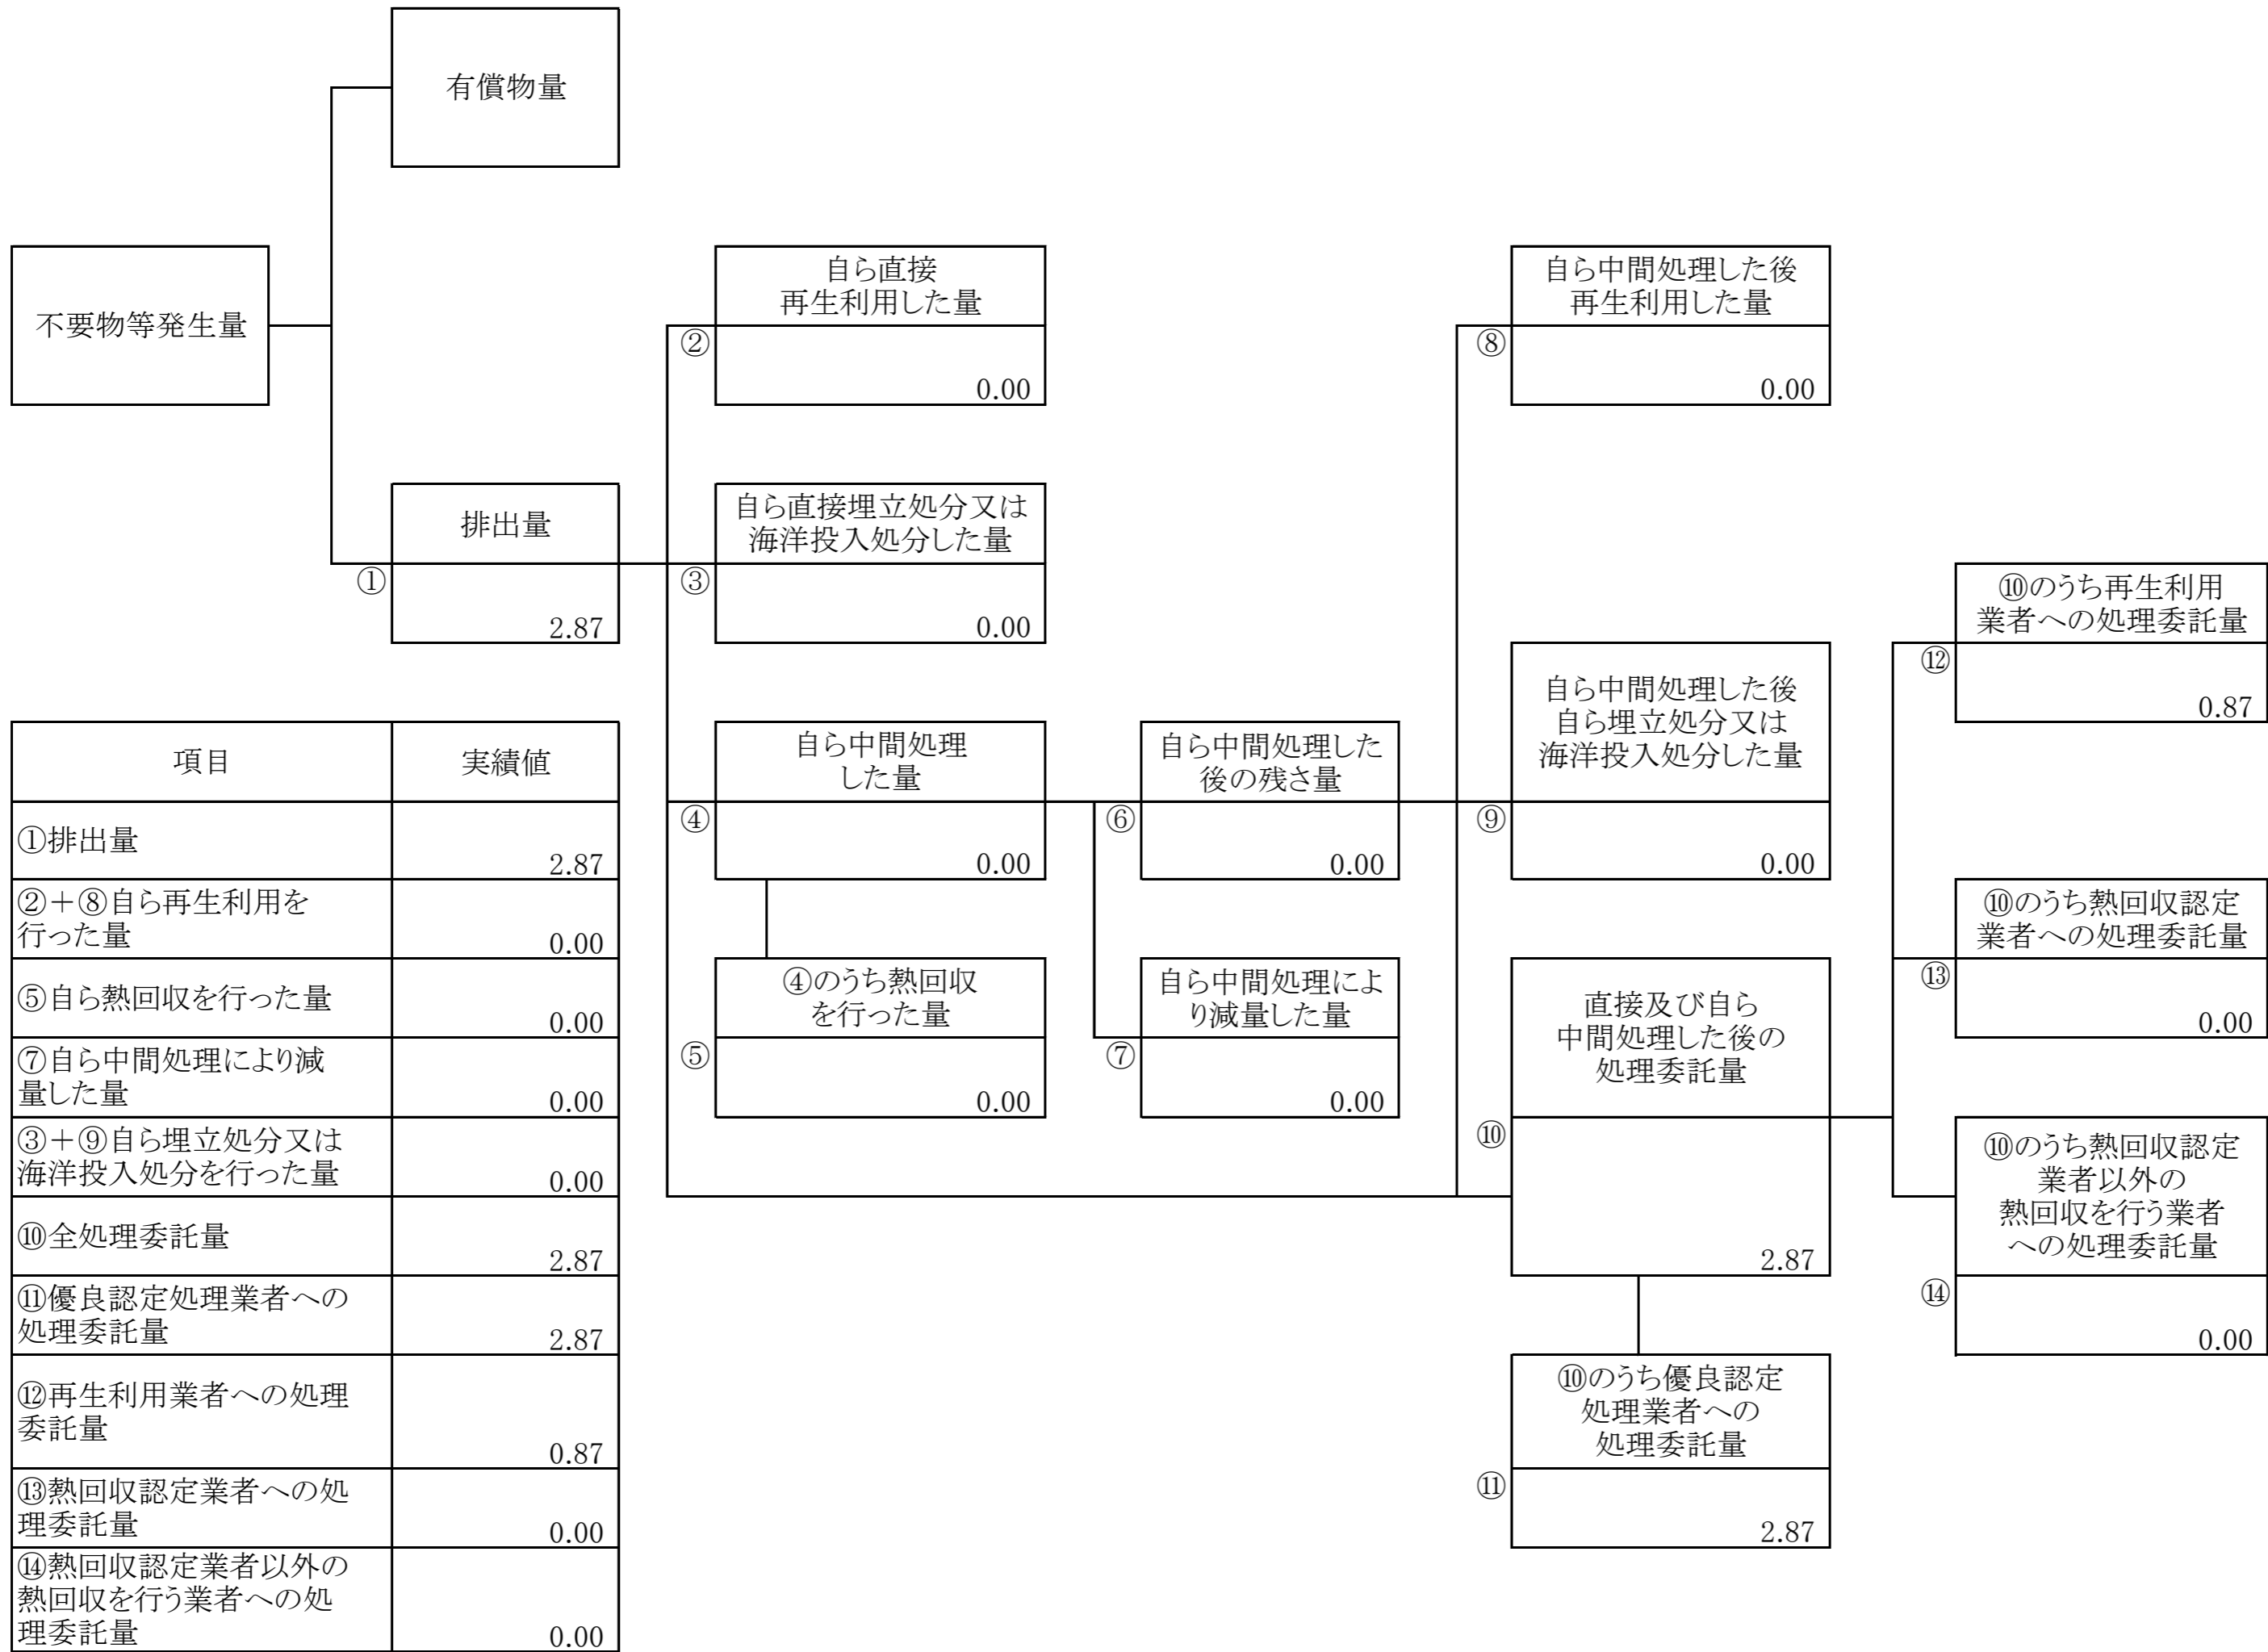 有償物量
不要物等発生量
自ら直接
再生利用した量
②
0.00
自ら中間処理した後
再生利用した量
⑧
0.00
排出量
①
2.87
自ら直接埋立処分又は
海洋投入処分した量
③
0.00
⑩のうち再生利用
業者への処理委託量
⑫
0.87
自ら中間処理
した量
④
0.00
自ら中間処理した
後の残さ量
⑥
0.00
自ら中間処理した後
自ら埋立処分又は
海洋投入処分した量
⑨
0.00
⑩のうち熱回収認定
業者への処理委託量
⑬
0.00
④のうち熱回収
を行った量
⑤
0.00
自ら中間処理によ
り減量した量
⑦
0.00
直接及び自ら
中間処理した後の
処理委託量
⑩
2.87
⑩のうち熱回収認定
業者以外の
熱回収を行う業者
への処理委託量
⑭
0.00
⑩のうち優良認定
処理業者への
処理委託量
⑪
2.87
項目 実績値
①排出量
2.87
②＋⑧自ら再生利用を
行った量
0.00
⑤自ら熱回収を行った量
0.00
⑦自ら中間処理により減
量した量
0.00
③＋⑨自ら埋立処分又は
海洋投入処分を行った量
0.00
⑩全処理委託量
2.87
⑪優良認定処理業者への
処理委託量
2.87
⑫再生利用業者への処理
委託量
0.87
⑬熱回収認定業者への処
理委託量
0.00
⑭熱回収認定業者以外の
熱回収を行う業者への処
理委託量
0.00